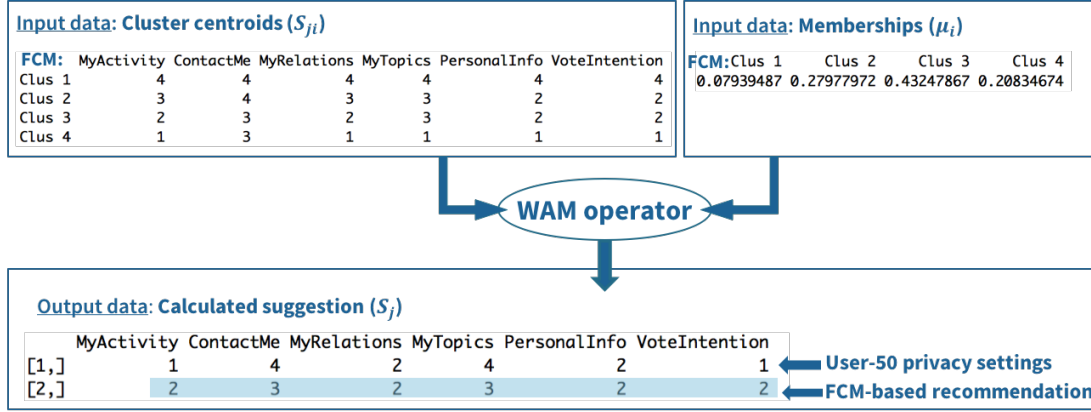 Input data: Cluster centroids (S_ji)
FCM: MyActivity ContactMe MyRelations MyTopics PersonalInfo VoteIntention
Clus 1 4 4 4 4 4 4
Clus 2 3 4 3 3 2 2
Clus 3 2 3 2 3 2 2
Clus 4 1 3 1 1 1 1
Input data: Memberships (μ_i)
FCM: Clus 1 Clus 2 Clus 3 Clus 4
0.07939487 0.27977972 0.43247867 0.20834674
WAM operator
Output data: Calculated suggestion (S_j)
MyActivity ContactMe MyRelations MyTopics PersonalInfo VoteIntention
[1,] 1 4 2 4 2 1 User-50 privacy settings
[2,] 2 3 2 3 2 2 FCM-based recommendation